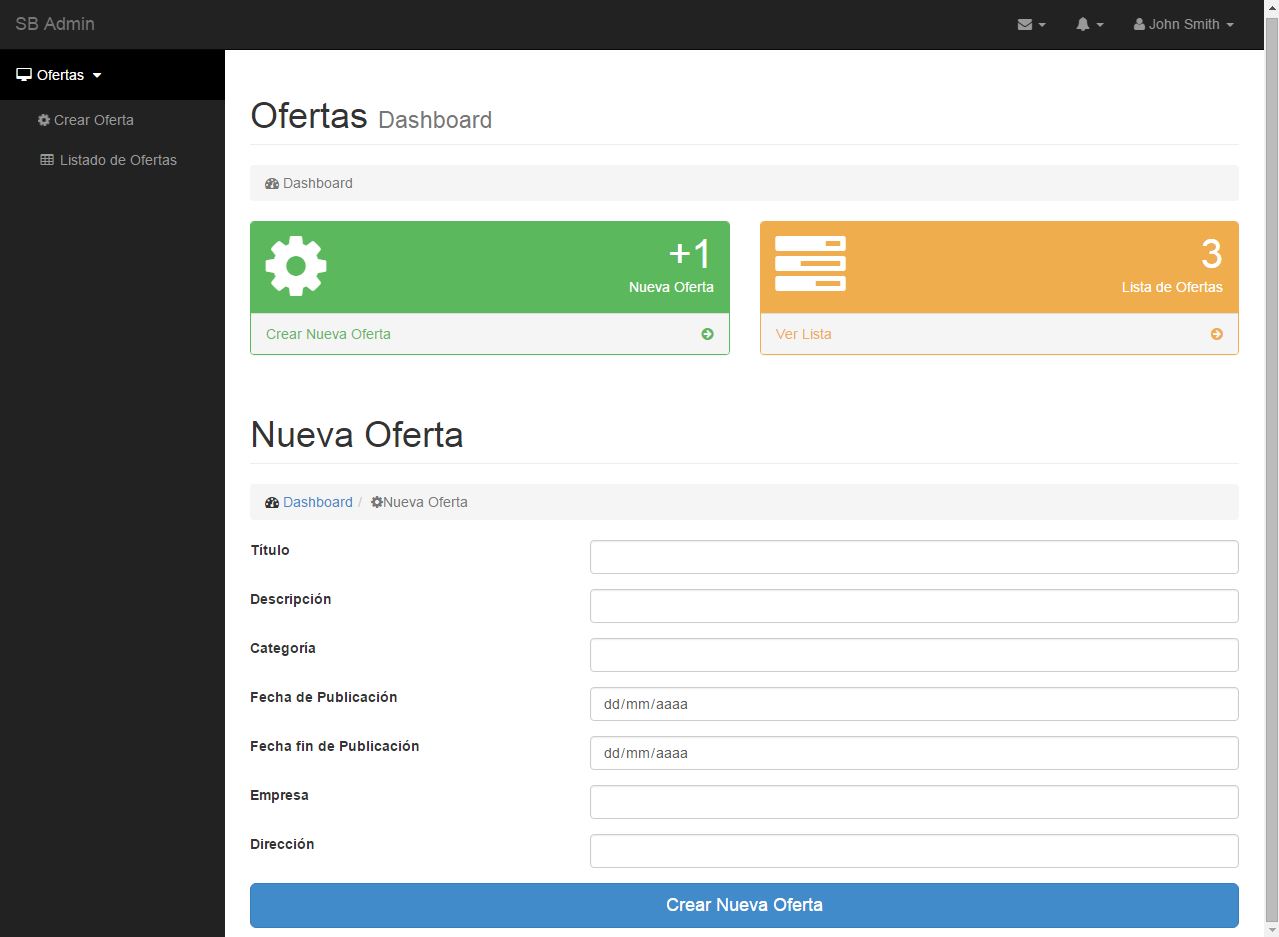 SB Admin
John Smith
Ofertas
Crear Oferta
Listado de Ofertas
Ofertas Dashboard
Dashboard
+1
Nueva Oferta
Crear Nueva Oferta
3
Lista de Ofertas
Ver Lista
Nueva Oferta
Dashboard / Nueva Oferta
Título
Descripción
Categoría
Fecha de Publicación dd/mm/aaaa
Fecha fin de Publicación dd/mm/aaaa
Empresa
Dirección
Crear Nueva Oferta